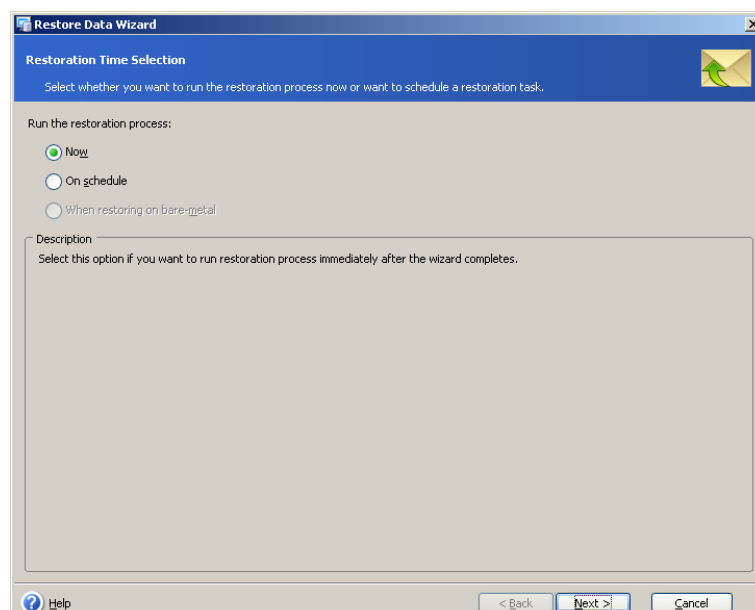 Restore Data Wizard
Restoration Time Selection
Select whether you want to run the restoration process now or want to schedule a restoration task.
Run the restoration process:
Now
On schedule
When restoring on bare-metal
Description
Select this option if you want to run restoration process immediately after the wizard completes.
Help
< Back
Next >
Cancel